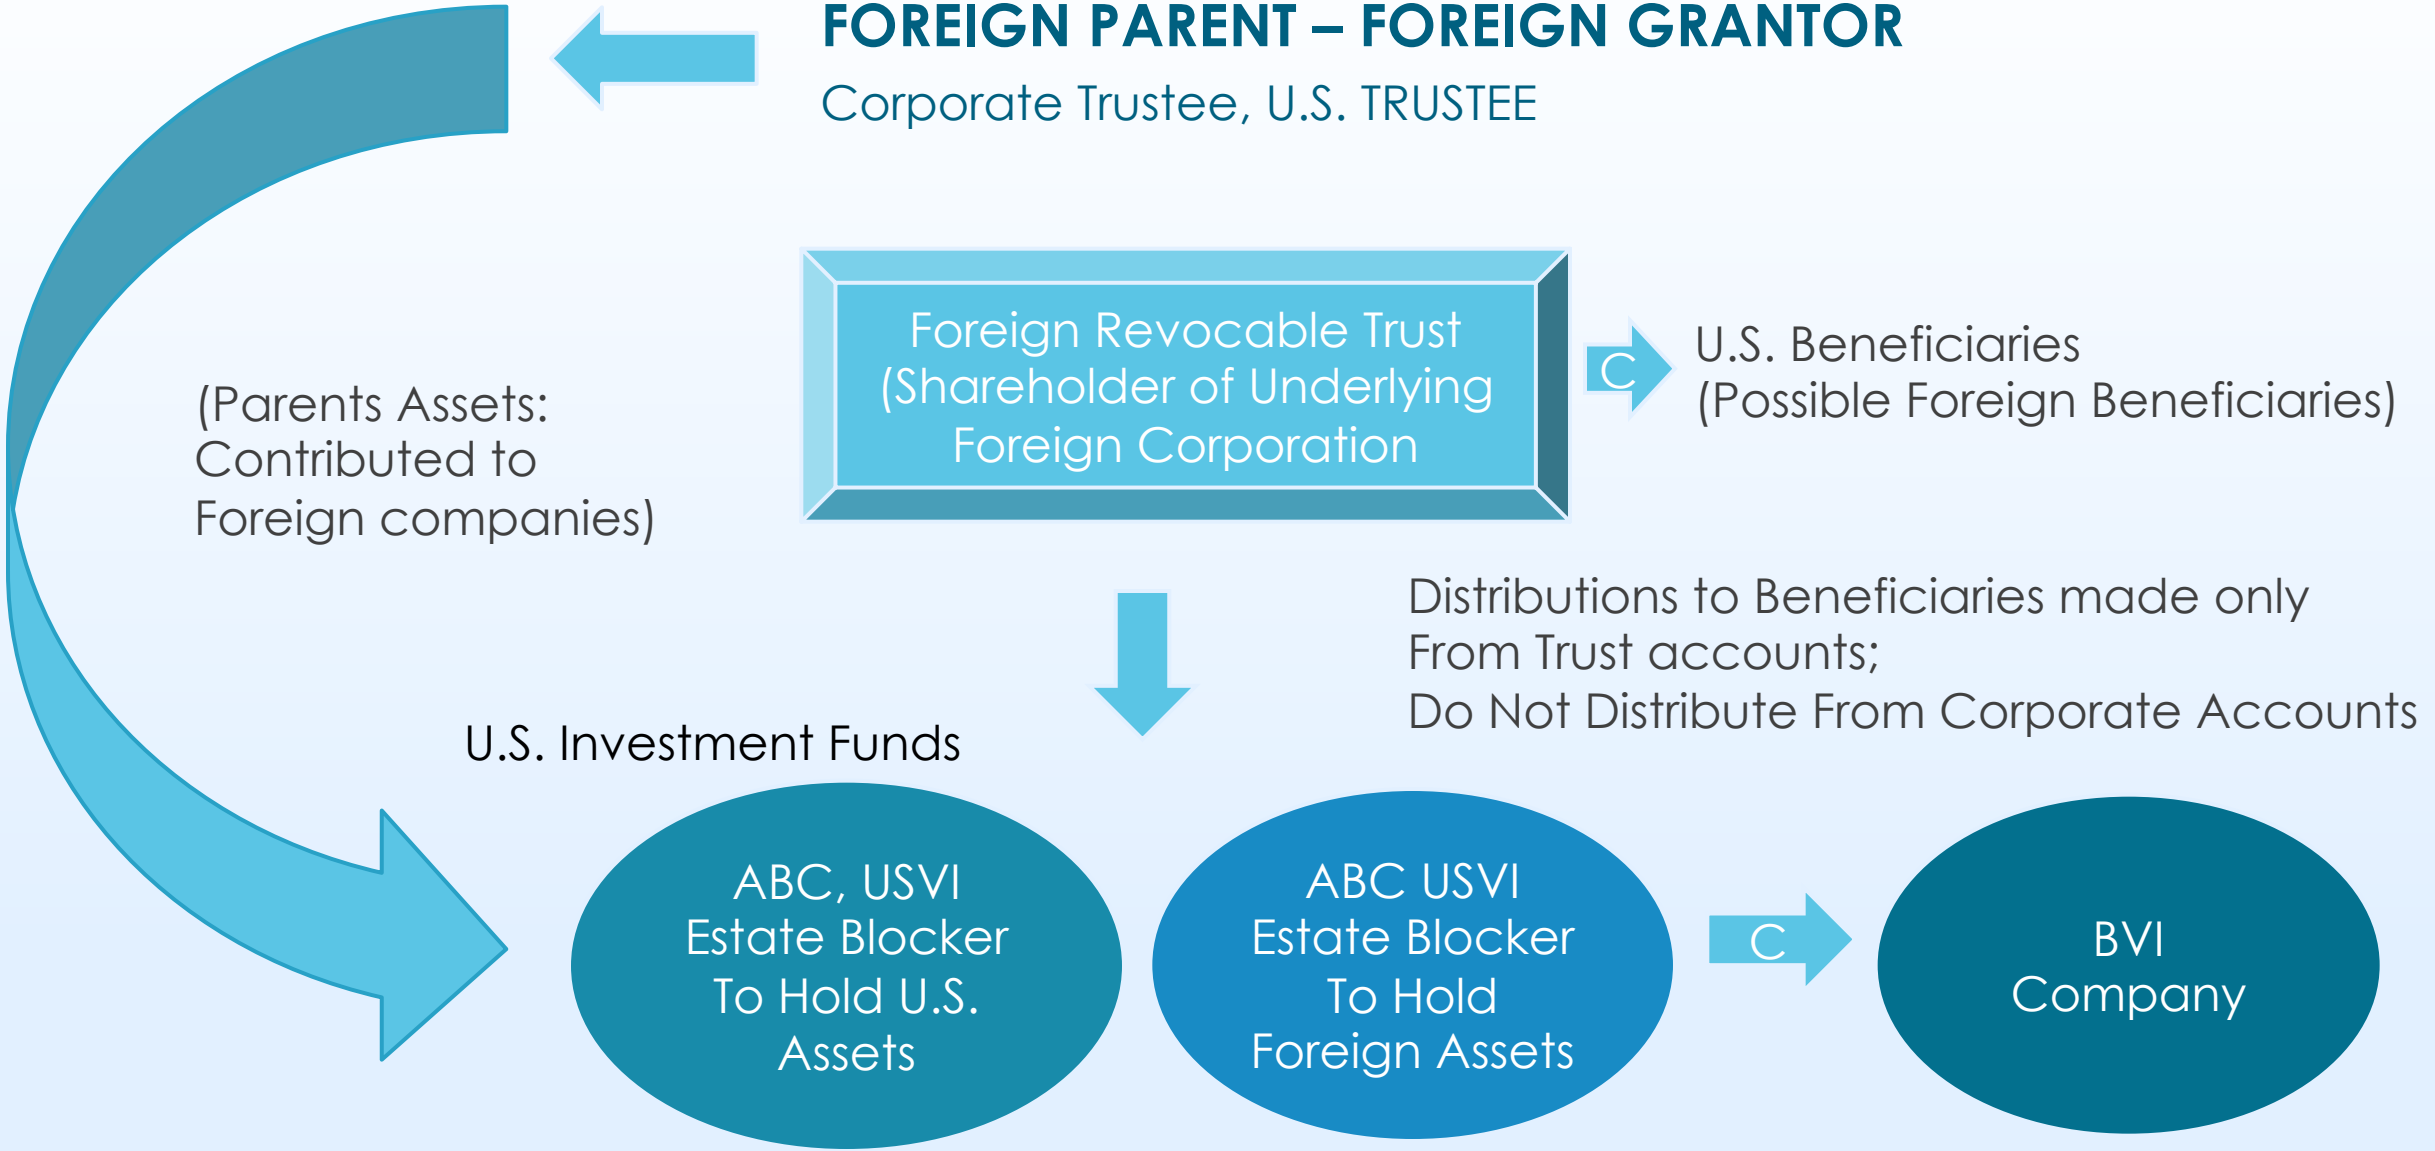 FOREIGN PARENT – FOREIGN GRANTOR
Corporate Trustee, U.S. TRUSTEE
Foreign Revocable Trust
(Shareholder of Underlying
Foreign Corporation
C
U.S. Beneficiaries
(Possible Foreign Beneficiaries)
(Parents Assets:
Contributed to
Foreign companies)
Distributions to Beneficiaries made only
From Trust accounts;
Do Not Distribute From Corporate Accounts
U.S. Investment Funds
ABC, USVI
Estate Blocker
To Hold U.S.
Assets
ABC USVI
Estate Blocker
To Hold
Foreign Assets
C
BVI
Company